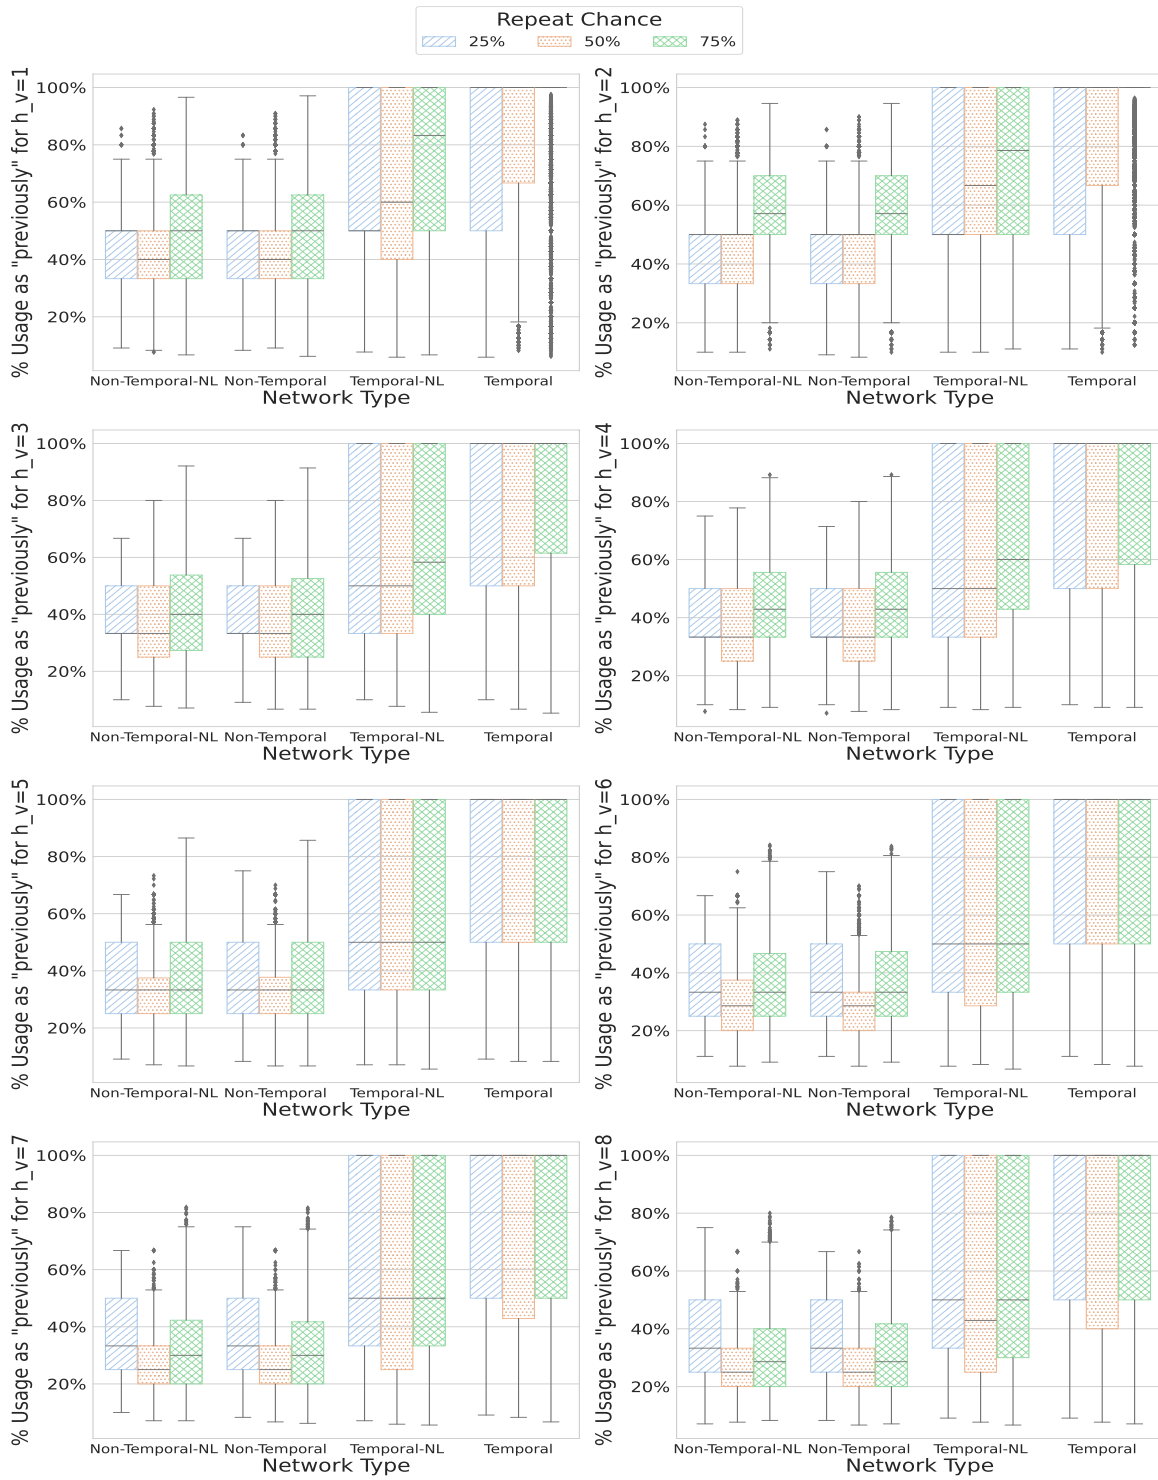 Repeat Chance
25% 50% 75%
% Usage as "previously" for h_v=1
100%
80%
60%
40%
20%
Non-Temporal-NL Non-Temporal Temporal-NL Temporal
Network Type
% Usage as "previously" for h_v=2
100%
80%
60%
40%
20%
Non-Temporal-NL Non-Temporal Temporal-NL Temporal
Network Type
% Usage as "previously" for h_v=3
100%
80%
60%
40%
20%
Non-Temporal-NL Non-Temporal Temporal-NL Temporal
Network Type
% Usage as "previously" for h_v=4
100%
80%
60%
40%
20%
Non-Temporal-NL Non-Temporal Temporal-NL Temporal
Network Type
% Usage as "previously" for h_v=5
100%
80%
60%
40%
20%
Non-Temporal-NL Non-Temporal Temporal-NL Temporal
Network Type
% Usage as "previously" for h_v=6
100%
80%
60%
40%
20%
Non-Temporal-NL Non-Temporal Temporal-NL Temporal
Network Type
% Usage as "previously" for h_v=7
100%
80%
60%
40%
20%
Non-Temporal-NL Non-Temporal Temporal-NL Temporal
Network Type
% Usage as "previously" for h_v=8
100%
80%
60%
40%
20%
Non-Temporal-NL Non-Temporal Temporal-NL Temporal
Network Type